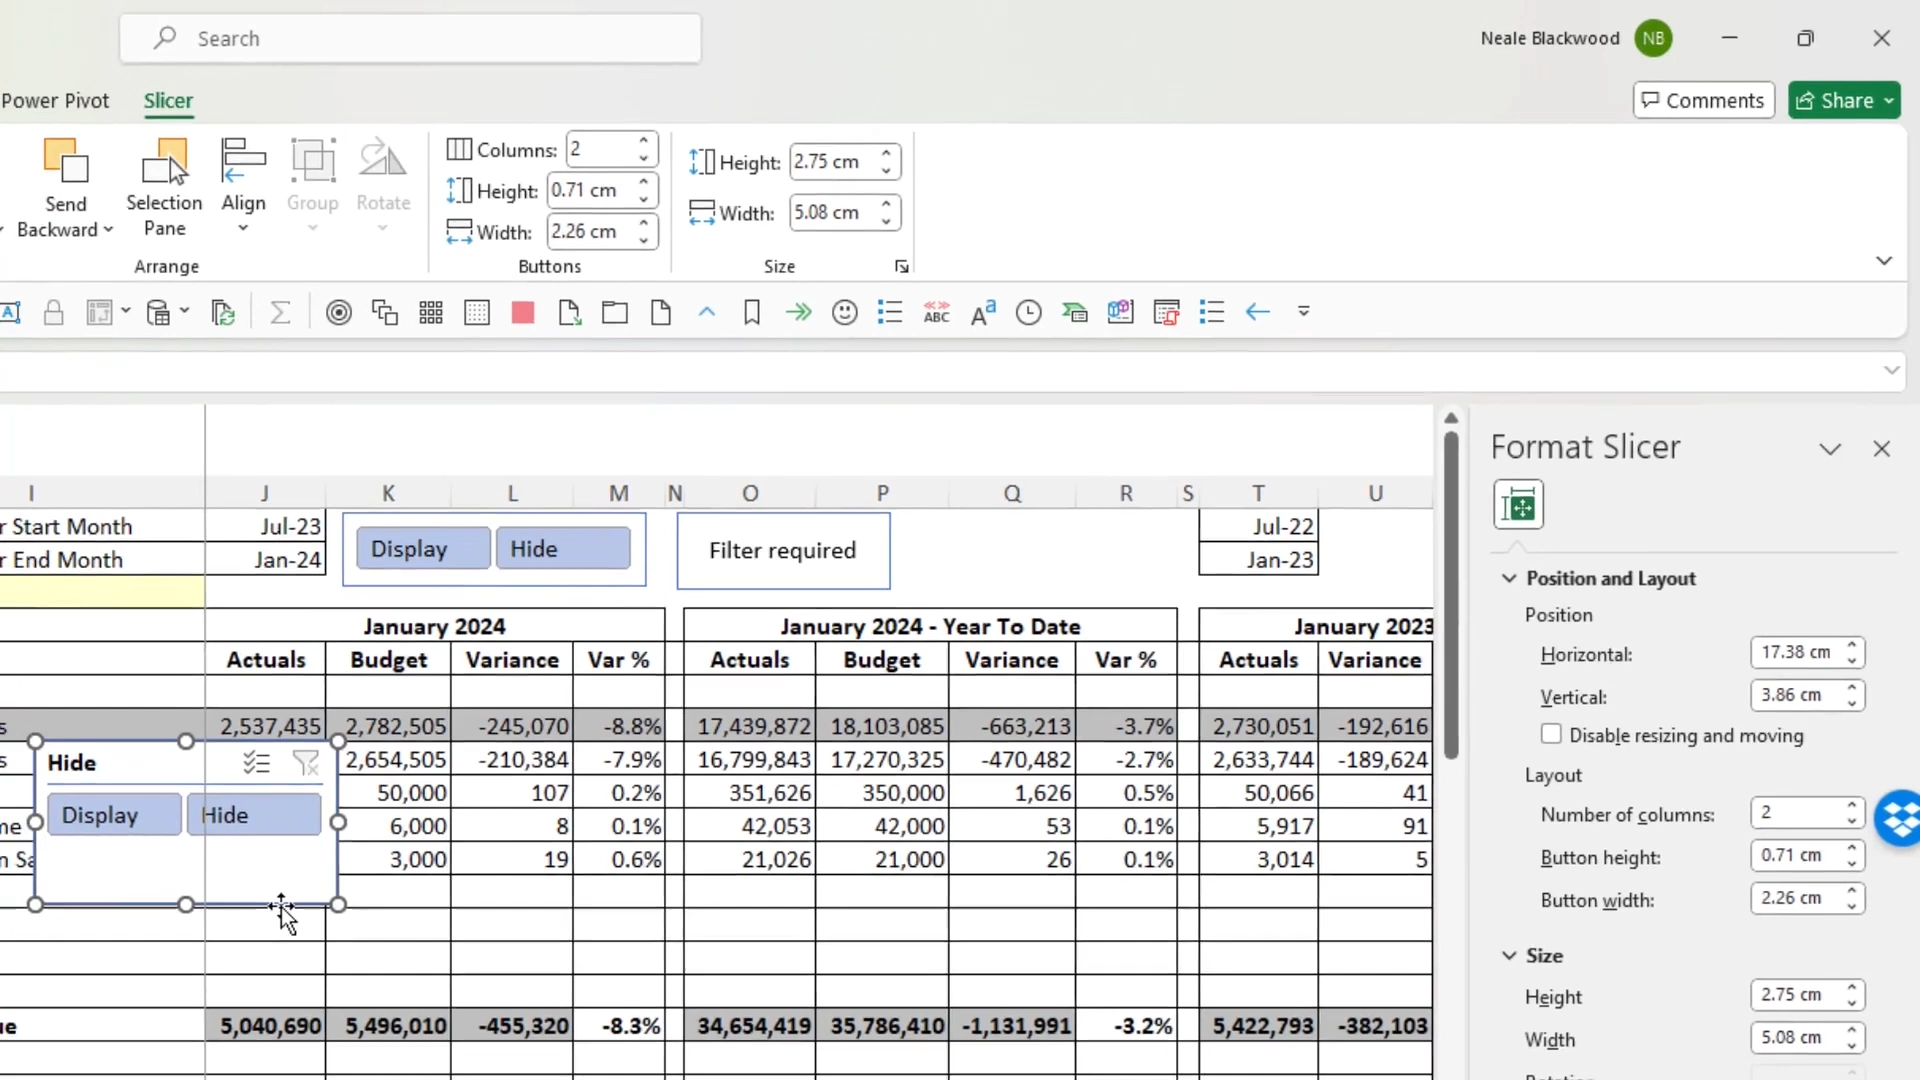 Search
Neale Blackwood NB
Power Pivot Slicer
Comments Share
Send Backward
Selection Pane
Align
Group
Rotate
Columns: 2
Height: 0.71 cm
Width: 2.26 cm
Height: 2.75 cm
Width: 5.08 cm
Arrange Buttons Size
ABC Aa
Format Slicer
I J K L M N O P Q R S T U
r Start Month Jul-23 Jul-22
r End Month Jan-24 Jan-23
Display Hide
Filter required
January 2024 January 2024 - Year To Date January 2023
Actuals Budget Variance Var % Actuals Budget Variance Var % Actuals Variance
s 2,537,435 2,782,505 -245,070 -8.8% 17,439,872 18,103,085 -663,213 -3.7% 2,730,051 -192,616
s 2,654,505 -210,384 -7.9% 16,799,843 17,270,325 -470,482 -2.7% 2,633,744 -189,624
50,000 107 0.2% 351,626 350,000 1,626 0.5% 50,066 41
me 6,000 8 0.1% 42,053 42,000 53 0.1% 5,917 91
n Sa 3,000 19 0.6% 21,026 21,000 26 0.1% 3,014 5
ue 5,040,690 5,496,010 -455,320 -8.3% 34,654,419 35,786,410 -1,131,991 -3.2% 5,422,793 -382,103
Hide
Display Hide
Position and Layout
Position
Horizontal: 17.38 cm
Vertical: 3.86 cm
Disable resizing and moving
Layout
Number of columns: 2
Button height: 0.71 cm
Button width: 2.26 cm
Size
Height 2.75 cm
Width 5.08 cm